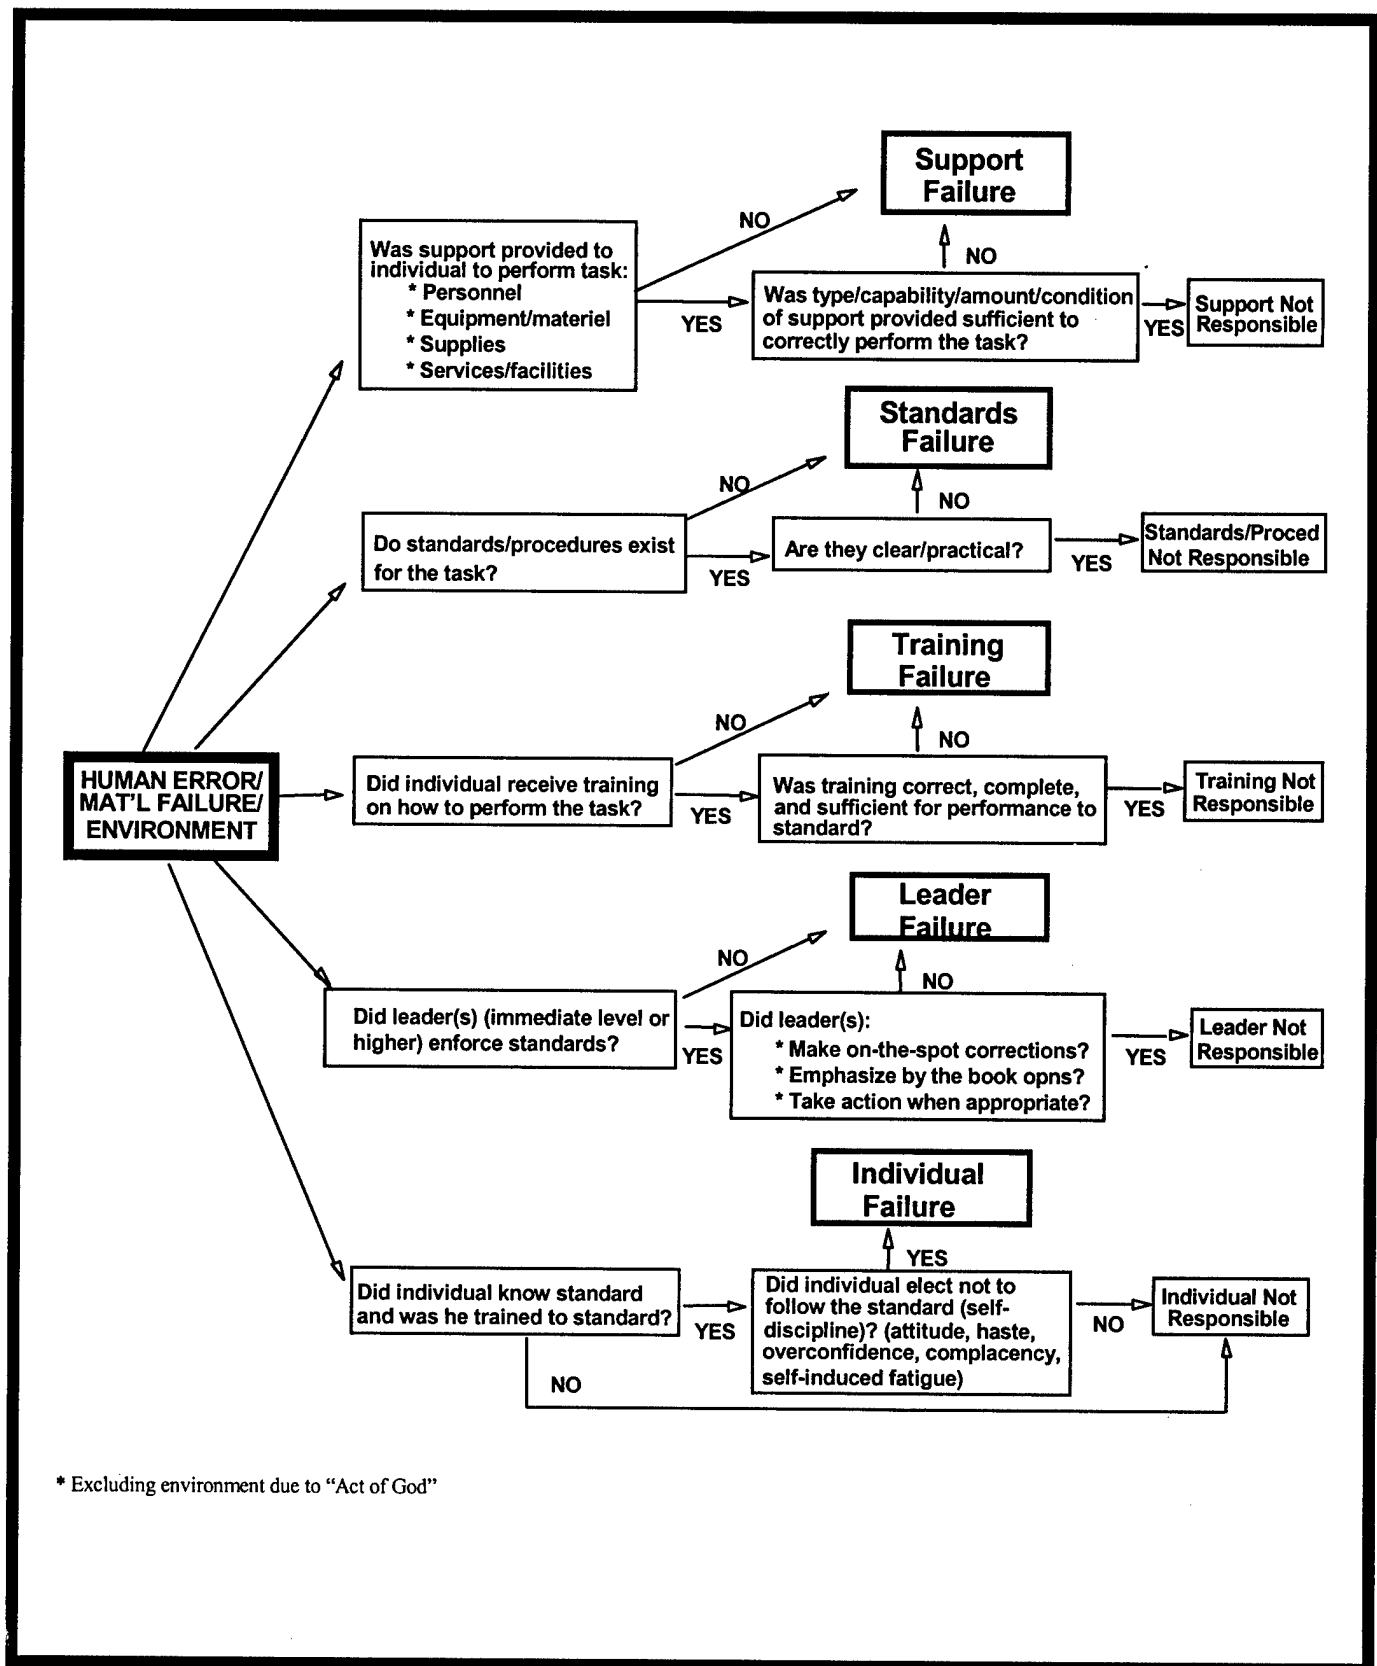 Support
Failure
NO
NO
Was support provided to
individual to perform task:
* Personnel
* Equipment/materiel
* Supplies
* Services/facilities
YES
Was type/capability/amount/condition
of support provided sufficient to
correctly perform the task?
YES
Support Not
Responsible
Standards
Failure
NO
NO
Do standards/procedures exist
for the task?
YES
Are they clear/practical?
YES
Standards/Proced
Not Responsible
Training
Failure
NO
NO
HUMAN ERROR/
MAT'L FAILURE/
ENVIRONMENT
Did individual receive training
on how to perform the task?
YES
Was training correct, complete,
and sufficient for performance to
standard?
YES
Training Not
Responsible
Leader
Failure
NO
NO
Did leader(s) (immediate level or
higher) enforce standards?
YES
Did leader(s):
* Make on-the-spot corrections?
* Emphasize by the book opns?
* Take action when appropriate?
YES
Leader Not
Responsible
Individual
Failure
YES
Did individual know standard
and was he trained to standard?
YES
Did individual elect not to
follow the standard (self-
discipline)? (attitude, haste,
overconfidence, complacency,
self-induced fatigue)
NO
Individual Not
Responsible
NO
* Excluding environment due to “Act of God”